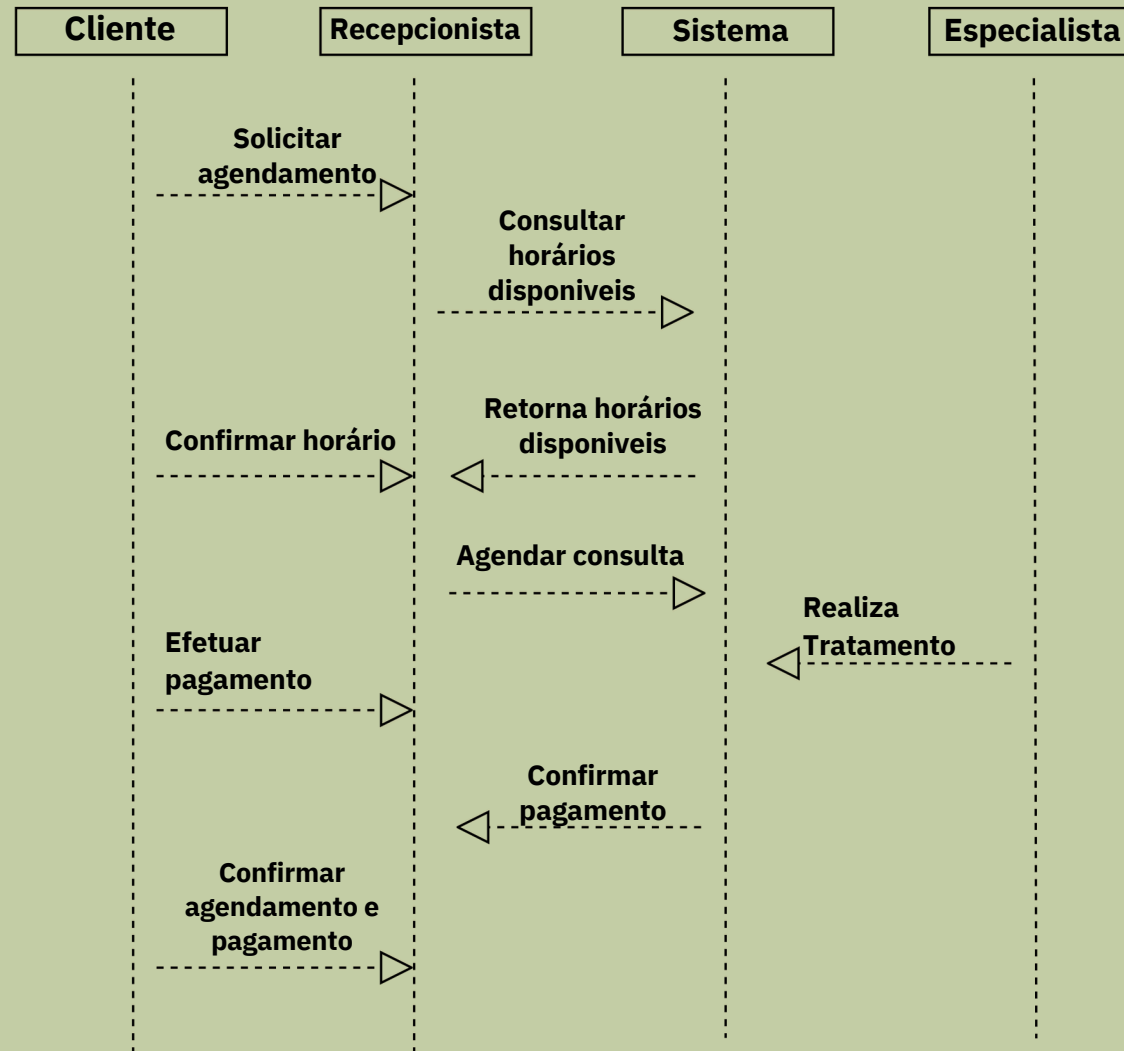 Cliente
Recepcionista
Sistema
Especialista
Solicitar
agendamento
Consultar
horários
disponiveis
Retorna horários
disponiveis
Confirmar horário
Agendar consulta
Realiza
Tratamento
Efetuar
pagamento
Confirmar
pagamento
Confirmar
agendamento e
pagamento